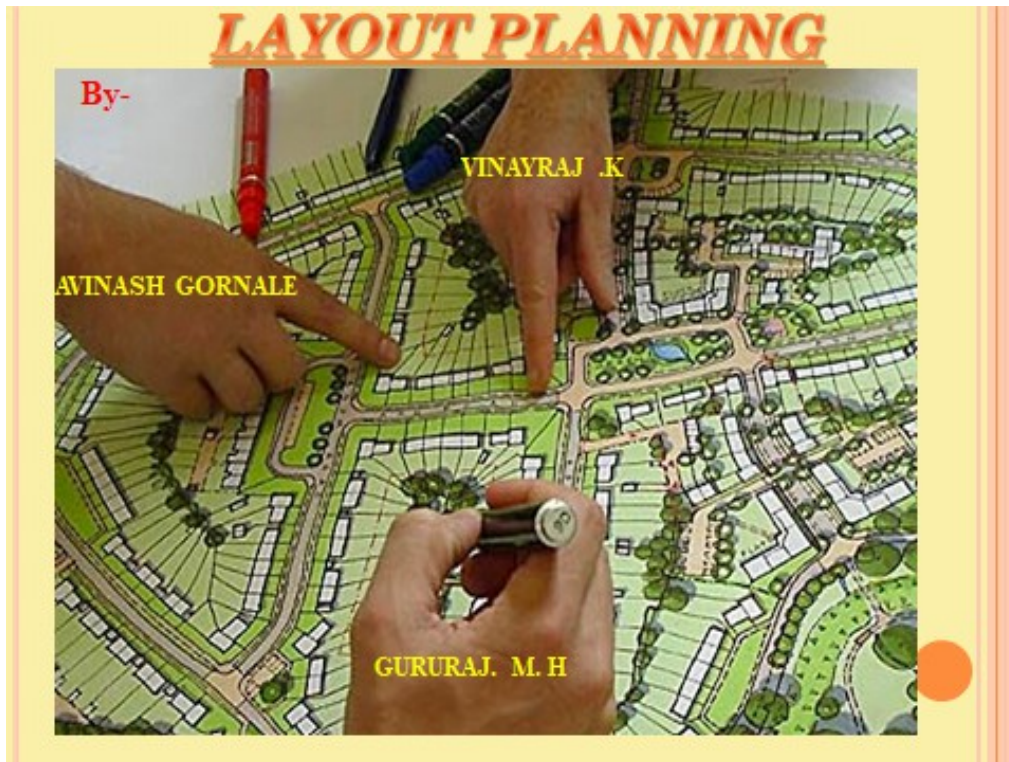 LAYOUT PLANNING
By-
VINAYRAJ .K
AVINASH GORNALE
GURURAJ. M. H